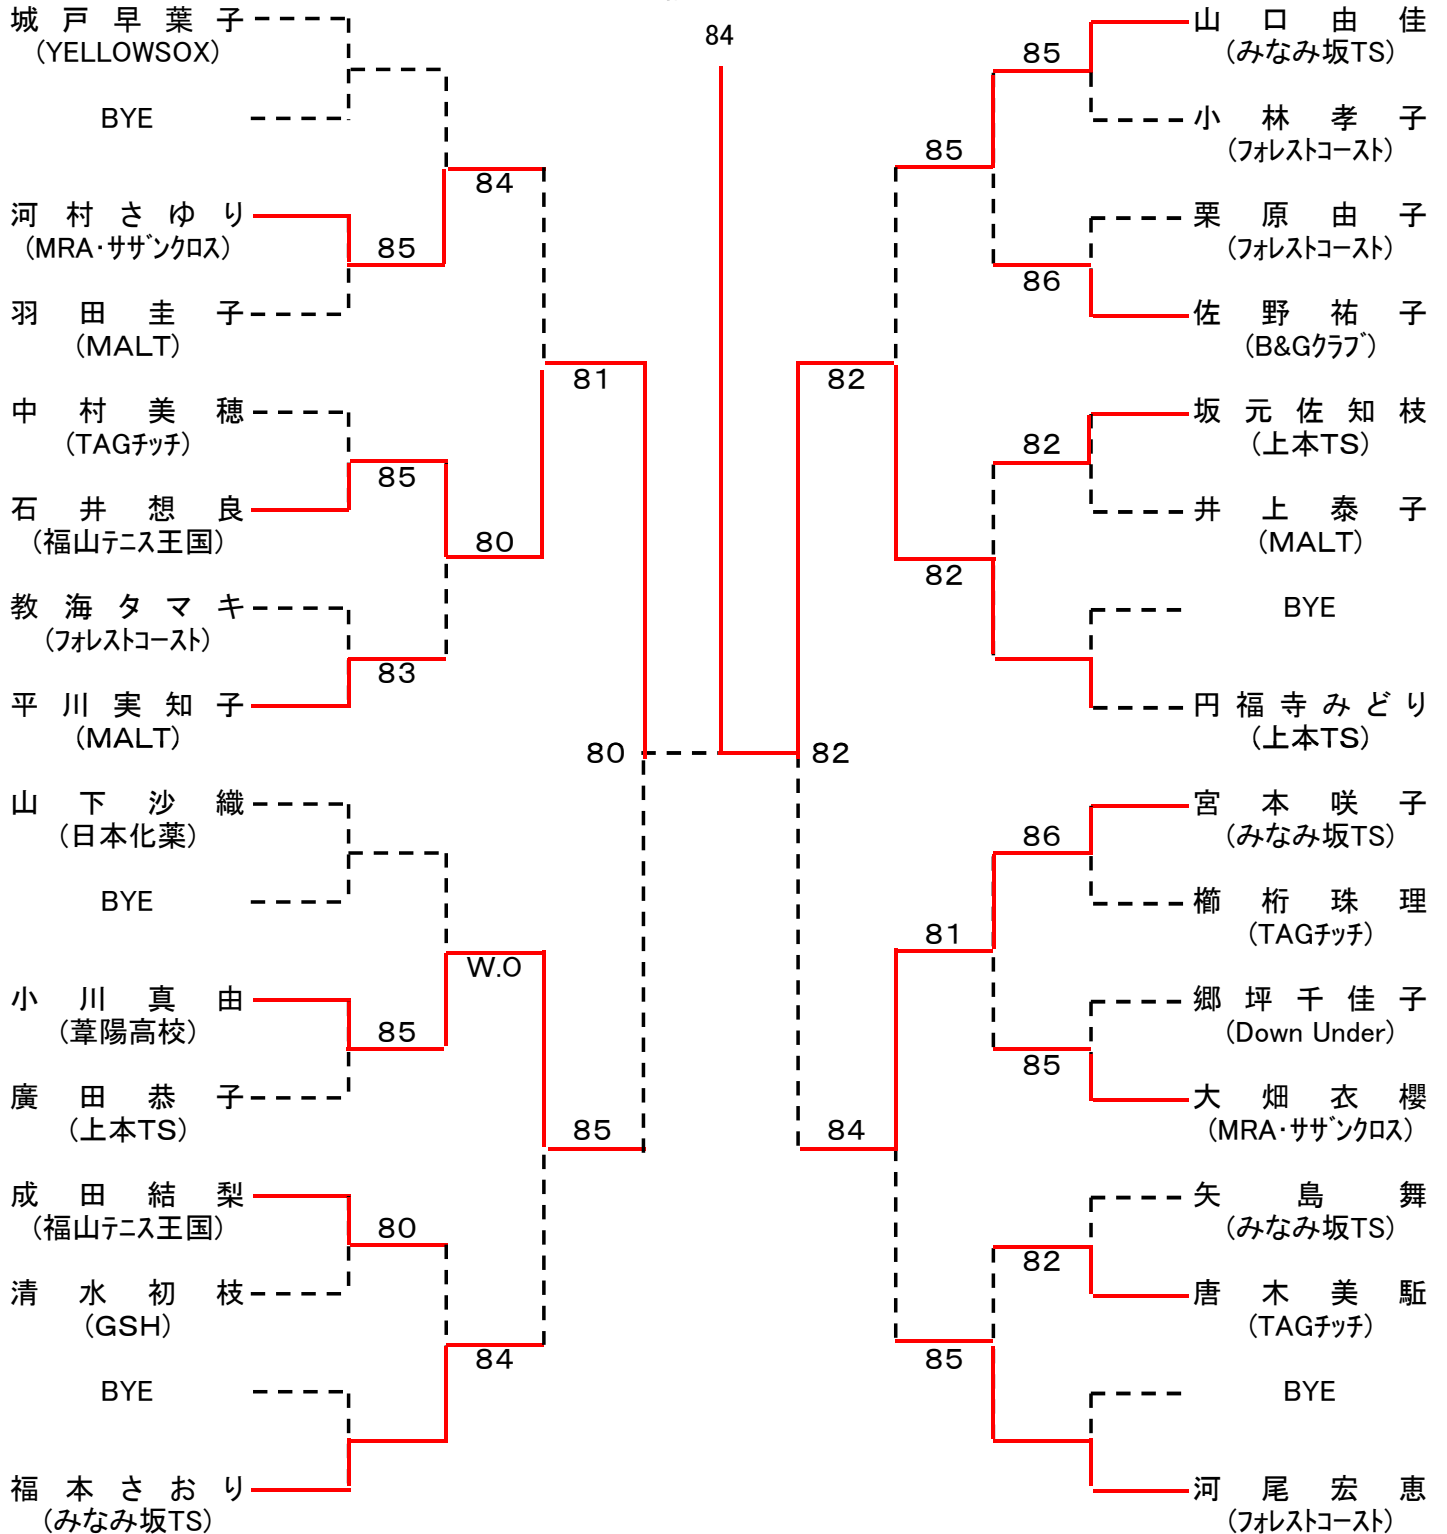 84
城戸早葉子
(YELLOWSOX)
BYE
84
河村さゆり
(MRA・サザンクロス)
85
羽田圭子
(MALT)
81
中村美穂
(TAGチッチ)
85
石井想良
(福山テニス王国)
80
教海タマキ
(フォレストコースト)
83
平川実知子
(MALT)
80
山下沙織
(日本化薬)
BYE
W.O
小川真由
(葦陽高校)
85
廣田恭子
(上本TS)
85
成田結梨
(福山テニス王国)
80
清水初枝
(GSH)
84
BYE
福本さおり
(みなみ坂TS)
山口由佳
(みなみ坂TS)
85
小林孝子
(フォレストコースト)
85
栗原由子
(フォレストコースト)
86
佐野祐子
(B&Gクラブ)
82
坂元佐知枝
(上本TS)
82
井上泰子
(MALT)
82
BYE
円福寺みどり
(上本TS)
82
宮本咲子
(みなみ坂TS)
86
櫛桁珠理
(TAGチッチ)
81
郷坪千佳子
(Down Under)
85
大畑衣櫻
(MRA・サザンクロス)
84
矢島舞
(みなみ坂TS)
82
唐木美駈
(TAGチッチ)
85
BYE
河尾宏恵
(フォレストコースト)